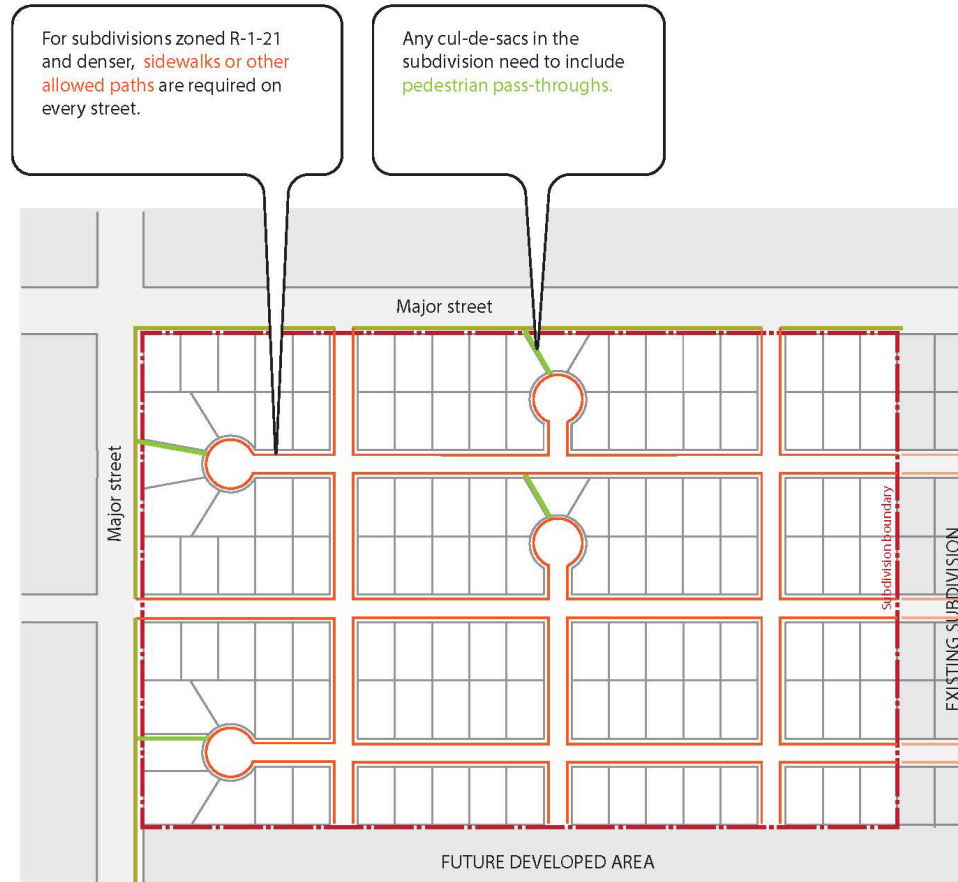 For subdivisions zoned R-1-21
and denser, sidewalks or other
allowed paths are required on
every street.
Any cul-de-sacs in the
subdivision need to include
pedestrian pass-throughs.
Major street
Major street
Subdivision boundary
EXISTING SUBDIVISION
FUTURE DEVELOPED AREA